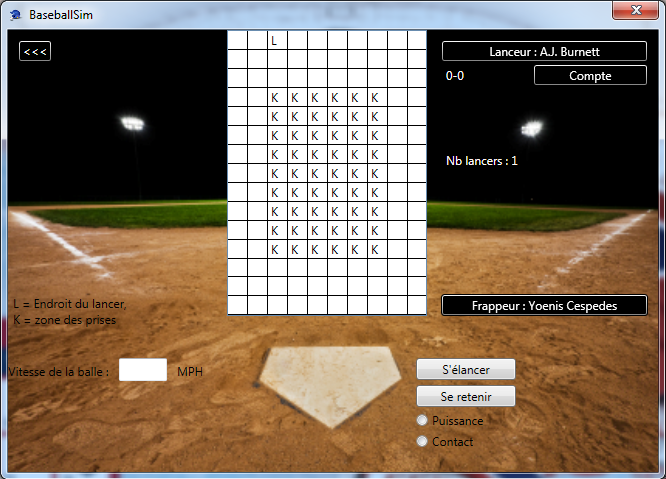 BaseballSim
<<<
L
Lanceur : A.J. Burnett
0-0
Compte
K K K K K K
K K K K K K
K K K K K K
K K K K K K
K K K K K K
K K K K K K
K K K K K K
K K K K K K
K K K K K K
Nb lancers : 1
L = Endroit du lancer,
K = zone des prises
Frappeur : Yoenis Cespedes
Vitesse de la balle :
MPH
S'élancer
Se retenir
Puissance
Contact